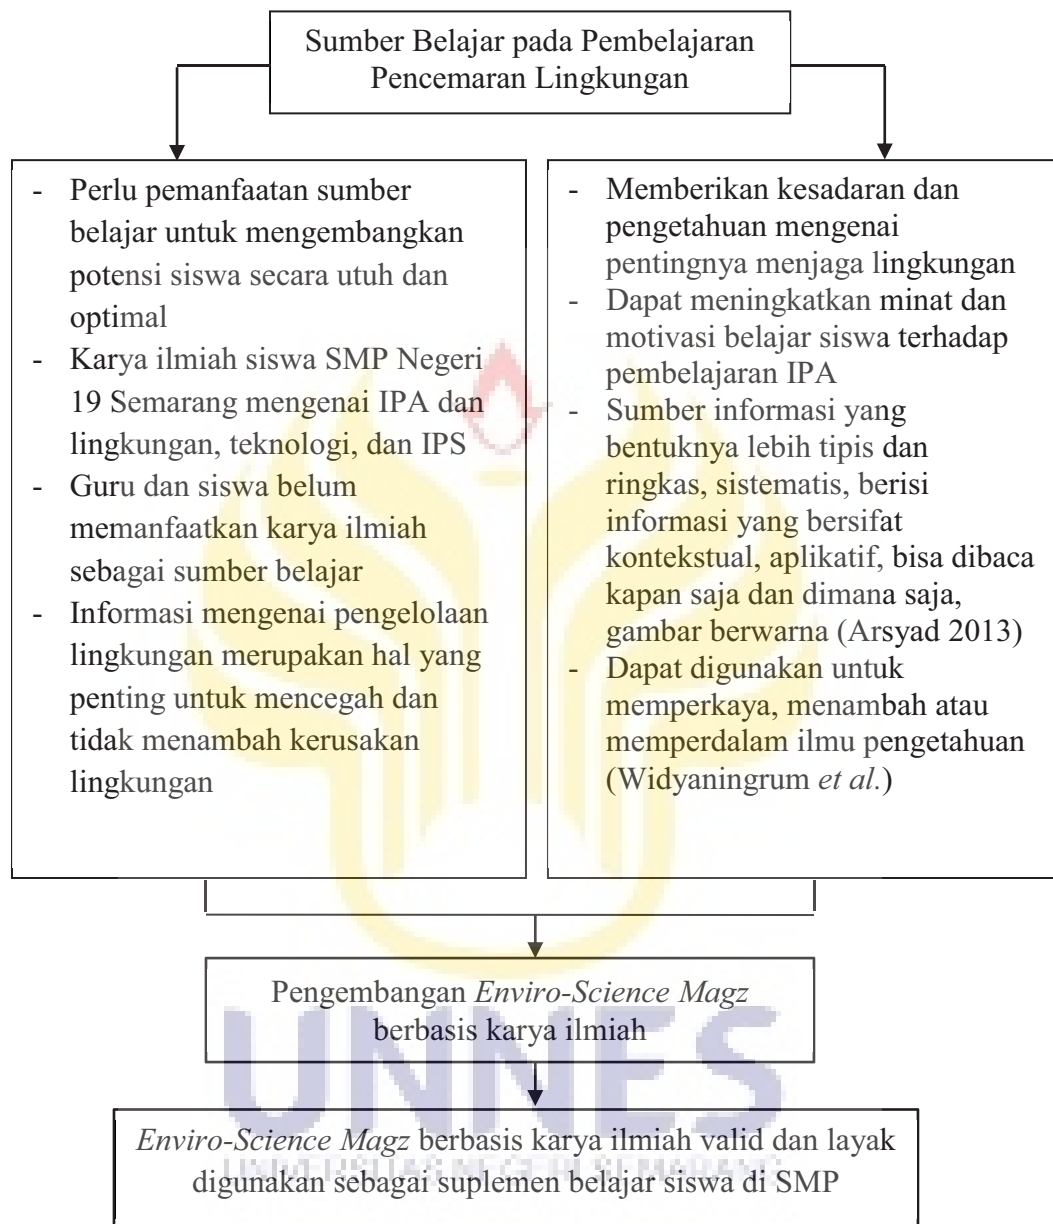 Sumber Belajar pada Pembelajaran
Pencemaran Lingkungan
- Perlu pemanfaatan sumber
belajar untuk mengembangkan
potensi siswa secara utuh dan
optimal
- Karya ilmiah siswa SMP Negeri
19 Semarang mengenai IPA dan
lingkungan, teknologi, dan IPS
- Guru dan siswa belum
memanfaatkan karya ilmiah
sebagai sumber belajar
- Informasi mengenai pengelolaan
lingkungan merupakan hal yang
penting untuk mencegah dan
tidak menambah kerusakan
lingkungan
- Memberikan kesadaran dan
pengetahuan mengenai
pentingnya menjaga lingkungan
- Dapat meningkatkan minat dan
motivasi belajar siswa terhadap
pembelajaran IPA
- Sumber informasi yang
bentuknya lebih tipis dan
ringkas, sistematis, berisi
informasi yang bersifat
kontekstual, aplikatif, bisa dibaca
kapan saja dan dimana saja,
gambar berwarna (Arsyad 2013)
- Dapat digunakan untuk
memperkaya, menambah atau
memperdalam ilmu pengetahuan
(Widyaningrum et al.)
Pengembangan Enviro-Science Magz
berbasis karya ilmiah
UNNES
Enviro-Science Magz berbasis karya ilmiah valid dan layak
UNIVERSITAS NEGERI SEMARANG
digunakan sebagai suplemen belajar siswa di SMP